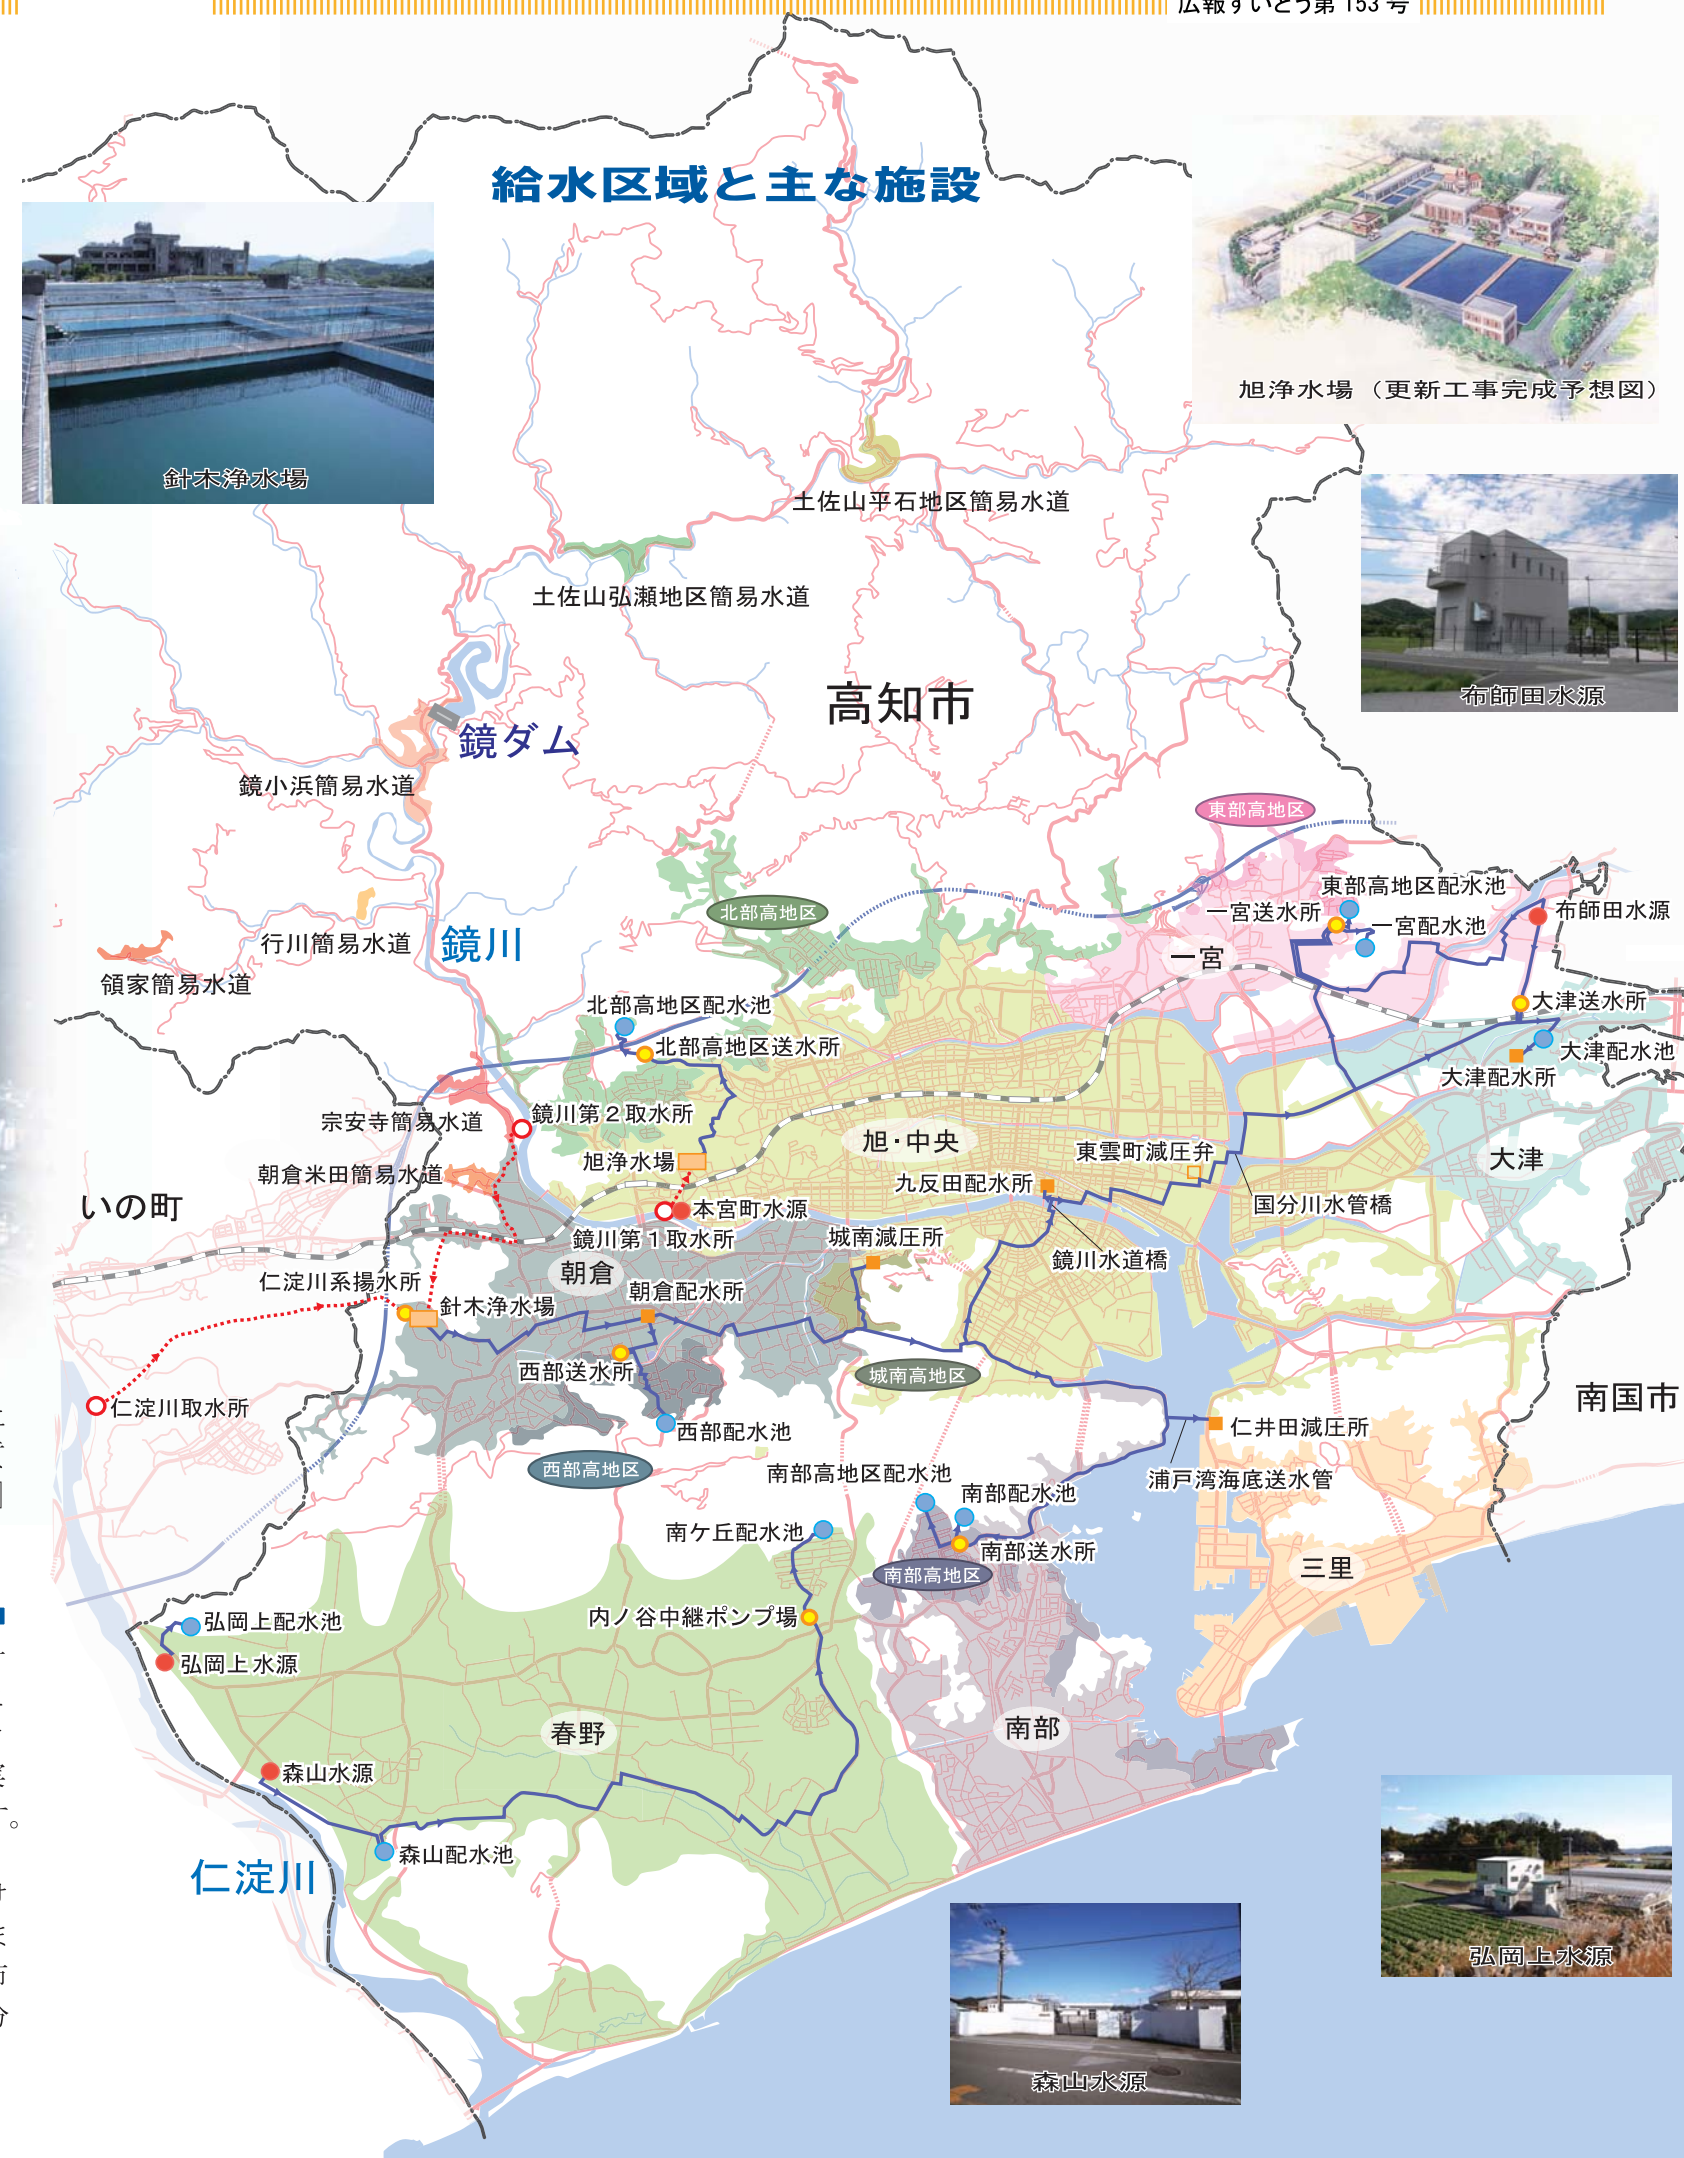 広報すいどう第 153 号
給水区域と主な施設
針木浄水場
旭浄水場（更新工事完成予想図）
土佐山平石地区簡易水道
土佐山弘瀬地区簡易水道
布師田水源
高知市
鏡ダム
鏡小浜簡易水道
東部高地区
東部高地区配水池
北部高地区
一宮送水所
布師田水源
一宮配水池
行川簡易水道
鏡川
一宮
領家簡易水道
北部高地区配水池
大津送水所
北部高地区送水所
大津配水池
大津配水所
宗安寺簡易水道
鏡川第２取水所
旭・中央
東雲町減圧弁
大津
旭浄水場
朝倉米田簡易水道
九反田配水所
いの町
本宮町水源
国分川水管橋
鏡川第１取水所
城南減圧所
鏡川水道橋
朝倉
仁淀川系揚水所
朝倉配水所
針木浄水場
西部送水所
城南高地区
南国市
仁淀川取水所
仁井田減圧所
西部配水池
西部高地区
南部高地区配水池
浦戸湾海底送水管
南部配水池
南ケ丘配水池
南部送水所
南部高地区
三里
内ノ谷中継ポンプ場
弘岡上配水池
弘岡上水源
春野
南部
森山水源
森山配水池
仁淀川
弘岡上水源
森山水源